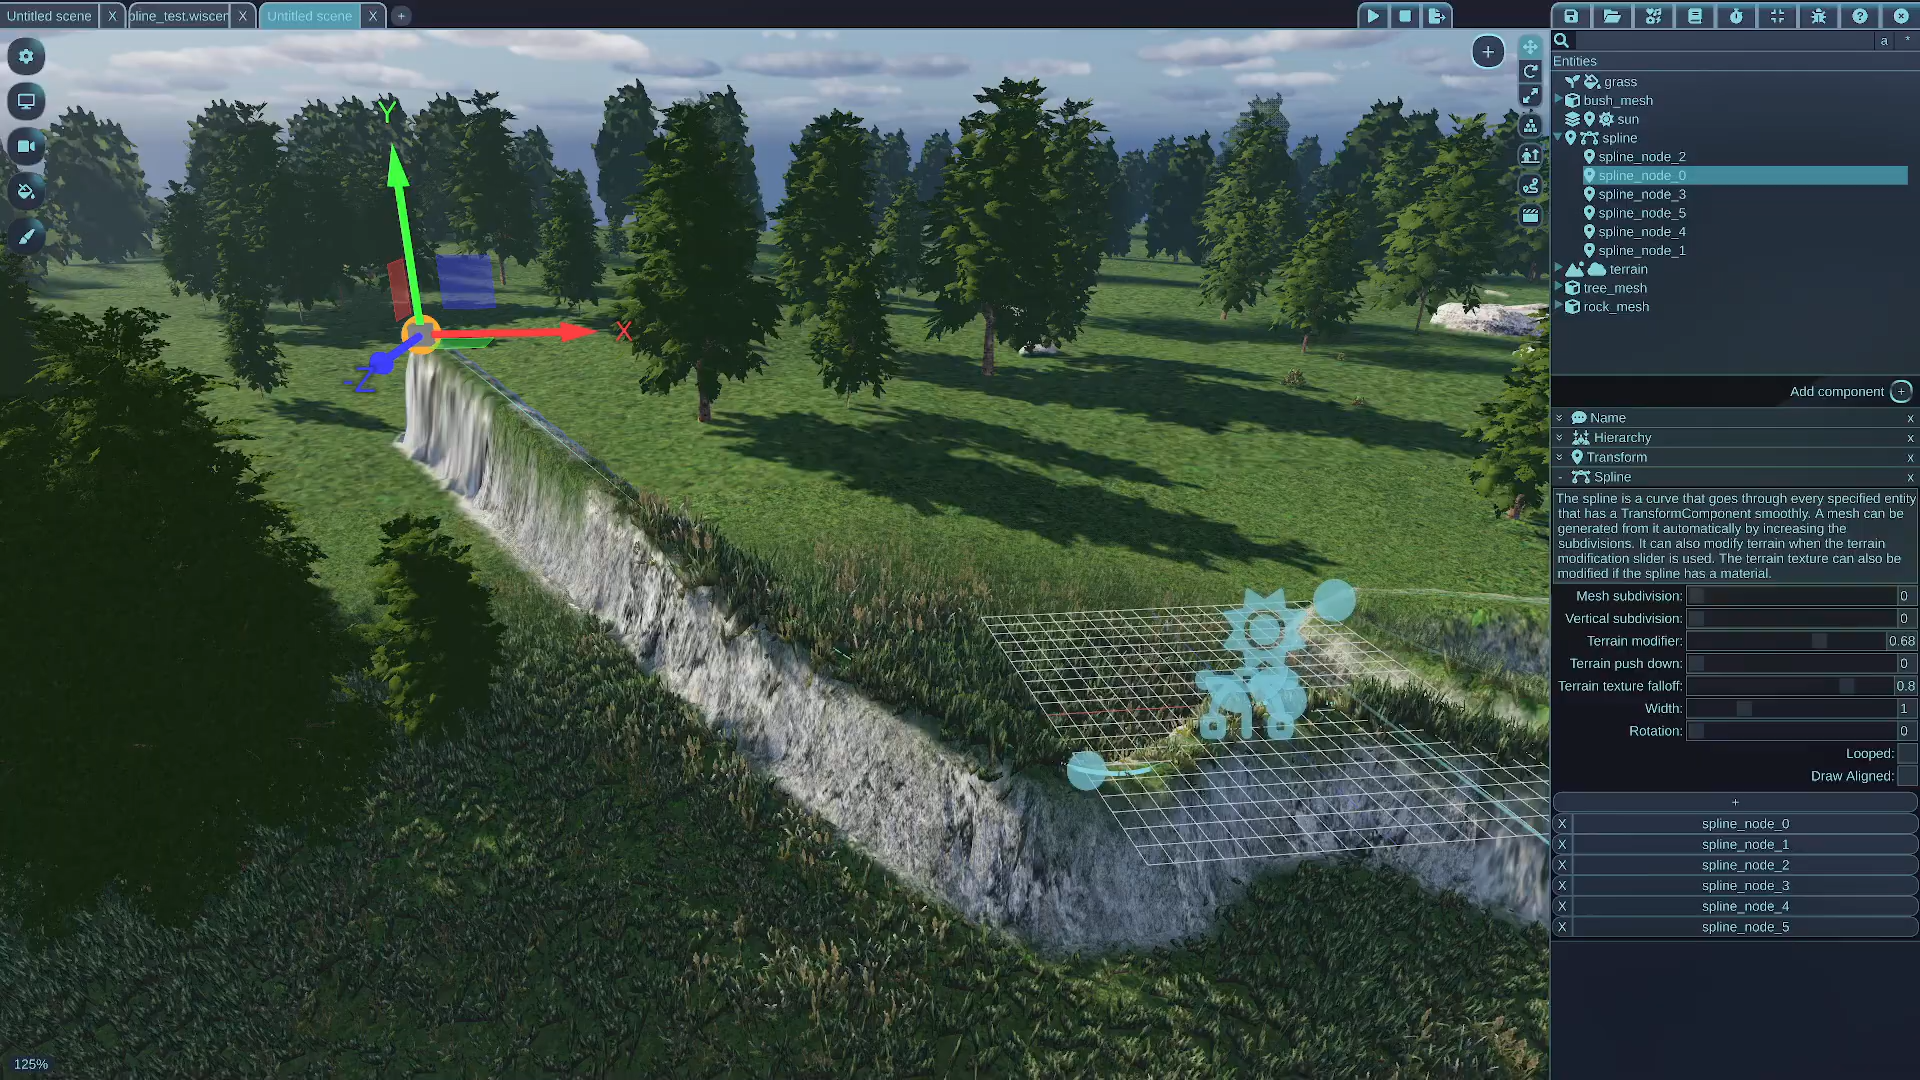 Untitled scene X pline_test.wiscen X Untitled scene X +
a *
Entities
grass
bush_mesh
sun
spline
spline_node_2
spline_node_0
spline_node_3
spline_node_5
spline_node_4
spline_node_1
terrain
tree_mesh
rock_mesh
Y
X
-Z
Add component +
Name x
Hierarchy x
Transform x
- Spline x
The spline is a curve that goes through every specified entity
that has a TransformComponent smoothly. A mesh can be
generated from it automatically by increasing the
subdivisions. It can also modify terrain when the terrain
modification slider is used. The terrain texture can also be
modified if the spline has a material.
Mesh subdivision: 0
Vertical subdivision: 0
Terrain modifier: 0.68
Terrain push down: 0
Terrain texture falloff: 0.8
Width: 1
Rotation: 0
Looped:
Draw Aligned:
+
X spline_node_0
X spline_node_1
X spline_node_2
X spline_node_3
X spline_node_4
X spline_node_5
125%